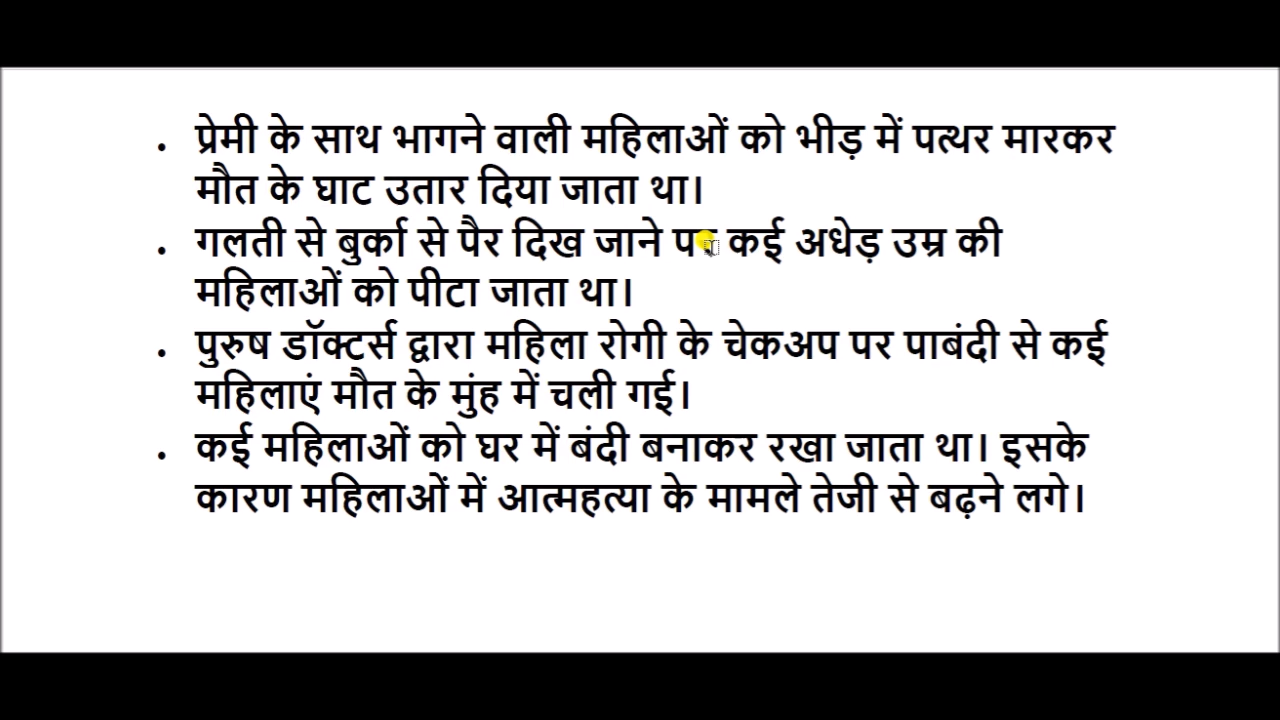 • प्रेमी के साथ भागने वाली महिलाओं को भीड़ में पत्थर मारकर
मौत के घाट उतार दिया जाता था।
• गलती से बुर्का से पैर दिख जाने पर कई अधेड़ उम्र की
महिलाओं को पीटा जाता था।
• पुरुष डॉक्टर्स द्वारा महिला रोगी के चेकअप पर पाबंदी से कई
महिलाएं मौत के मुंह में चली गई।
• कई महिलाओं को घर में बंदी बनाकर रखा जाता था। इसके
कारण महिलाओं में आत्महत्या के मामले तेजी से बढ़ने लगे।